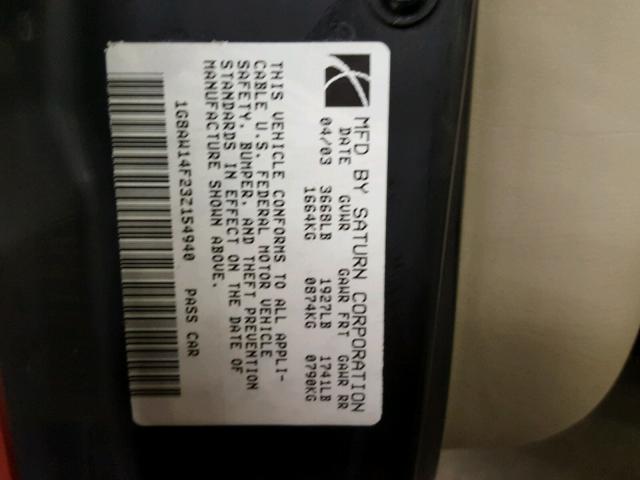 MFD BY SATURN CORPORATION
DATE GVWR GAWR FRT GAWR RR
04/03 3668LB 1927LB 1741LB
1664KG 0874KG 0790KG
THIS VEHICLE CONFORMS TO ALL APPLI-
CABLE U.S. FEDERAL MOTOR VEHICLE
SAFETY, BUMPER, AND THEFT PREVENTION
STANDARDS IN EFFECT ON THE DATE OF
MANUFACTURE SHOWN ABOVE.
1G8AW14F23Z154940 PASS CAR